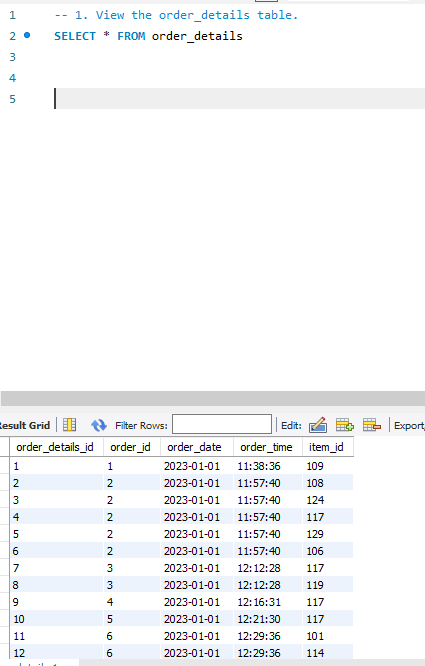 1 -- 1. View the order_details table.
2 SELECT * FROM order_details
3
4
5
Result Grid Filter Rows: Edit: Export/
order_details_id order_id order_date order_time item_id
1 1 2023-01-01 11:38:36 109
2 2 2023-01-01 11:57:40 108
3 2 2023-01-01 11:57:40 124
4 2 2023-01-01 11:57:40 117
5 2 2023-01-01 11:57:40 129
6 2 2023-01-01 11:57:40 106
7 3 2023-01-01 12:12:28 117
8 3 2023-01-01 12:12:28 119
9 4 2023-01-01 12:16:31 117
10 5 2023-01-01 12:21:30 117
11 6 2023-01-01 12:29:36 101
12 6 2023-01-01 12:29:36 114